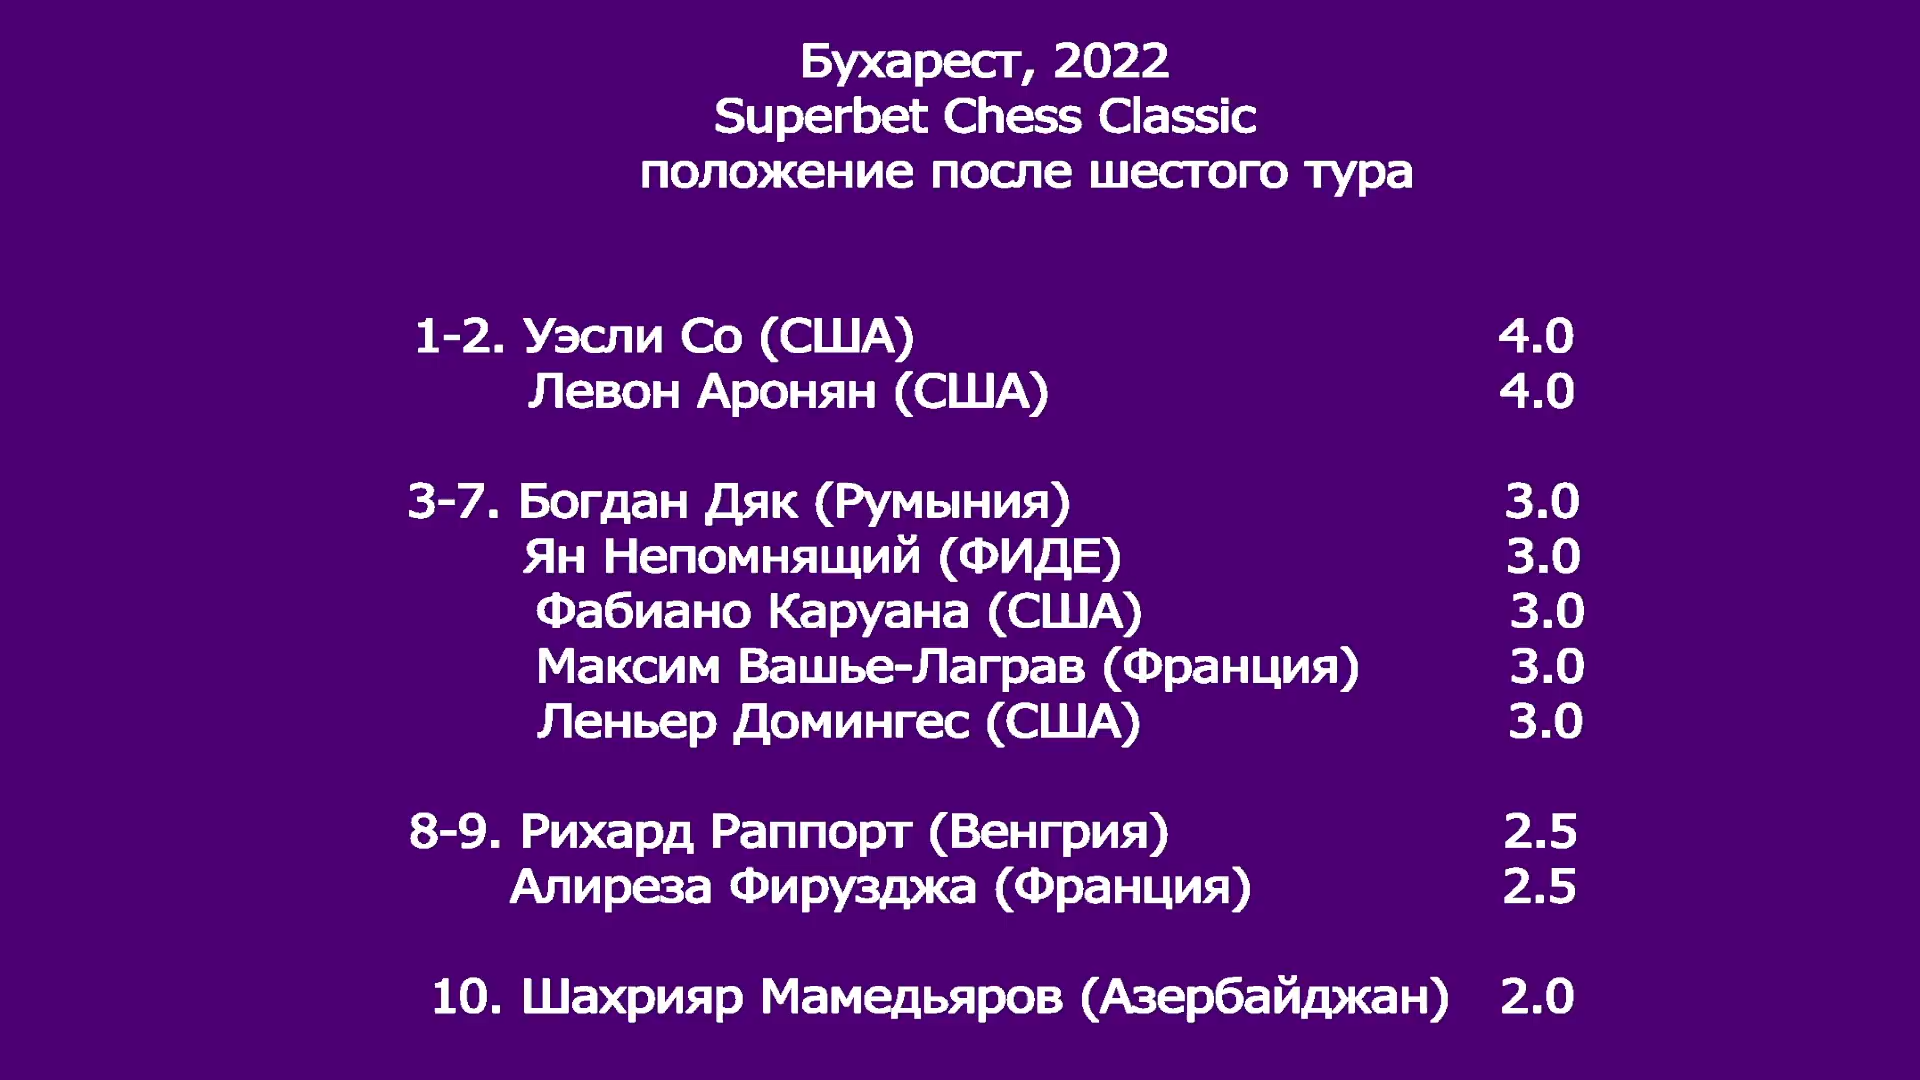 Бухарест, 2022
Superbet Chess Classic
положение после шестого тура
1-2. Уэсли Со (США) 4.0
Левон Аронян (США) 4.0
3-7. Богдан Дяк (Румыния) 3.0
Ян Непомнящий (ФИДЕ) 3.0
Фабиано Каруана (США) 3.0
Максим Вашье-Лаграв (Франция) 3.0
Леньер Домингес (США) 3.0
8-9. Рихард Раппорт (Венгрия) 2.5
Алиреза Фирузджа (Франция) 2.5
10. Шахрияр Мамедьяров (Азербайджан) 2.0